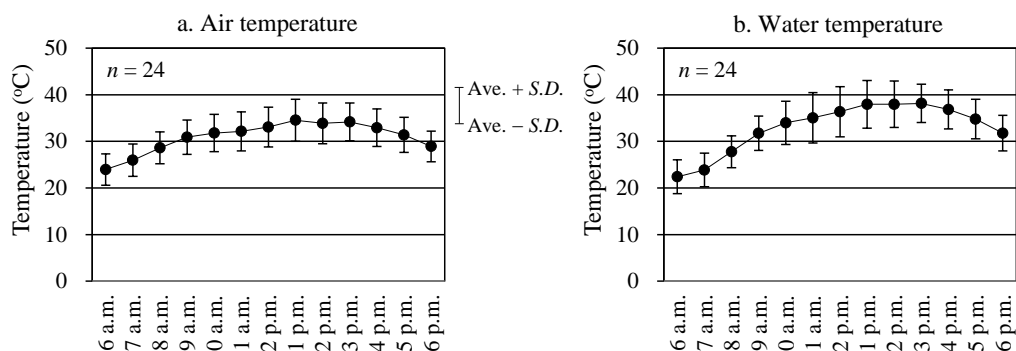 a. Air temperature
Temperature (°C)
50
40
30
20
10
0
n = 24
Ave. + S.D.
Ave. – S.D.
6 a.m.
7 a.m.
8 a.m.
9 a.m.
0 a.m.
1 a.m.
2 p.m.
1 p.m.
2 p.m.
3 p.m.
4 p.m.
5 p.m.
6 p.m.
b. Water temperature
Temperature (°C)
50
40
30
20
10
0
n = 24
6 a.m.
7 a.m.
8 a.m.
9 a.m.
0 a.m.
1 a.m.
2 p.m.
1 p.m.
2 p.m.
3 p.m.
4 p.m.
5 p.m.
6 p.m.